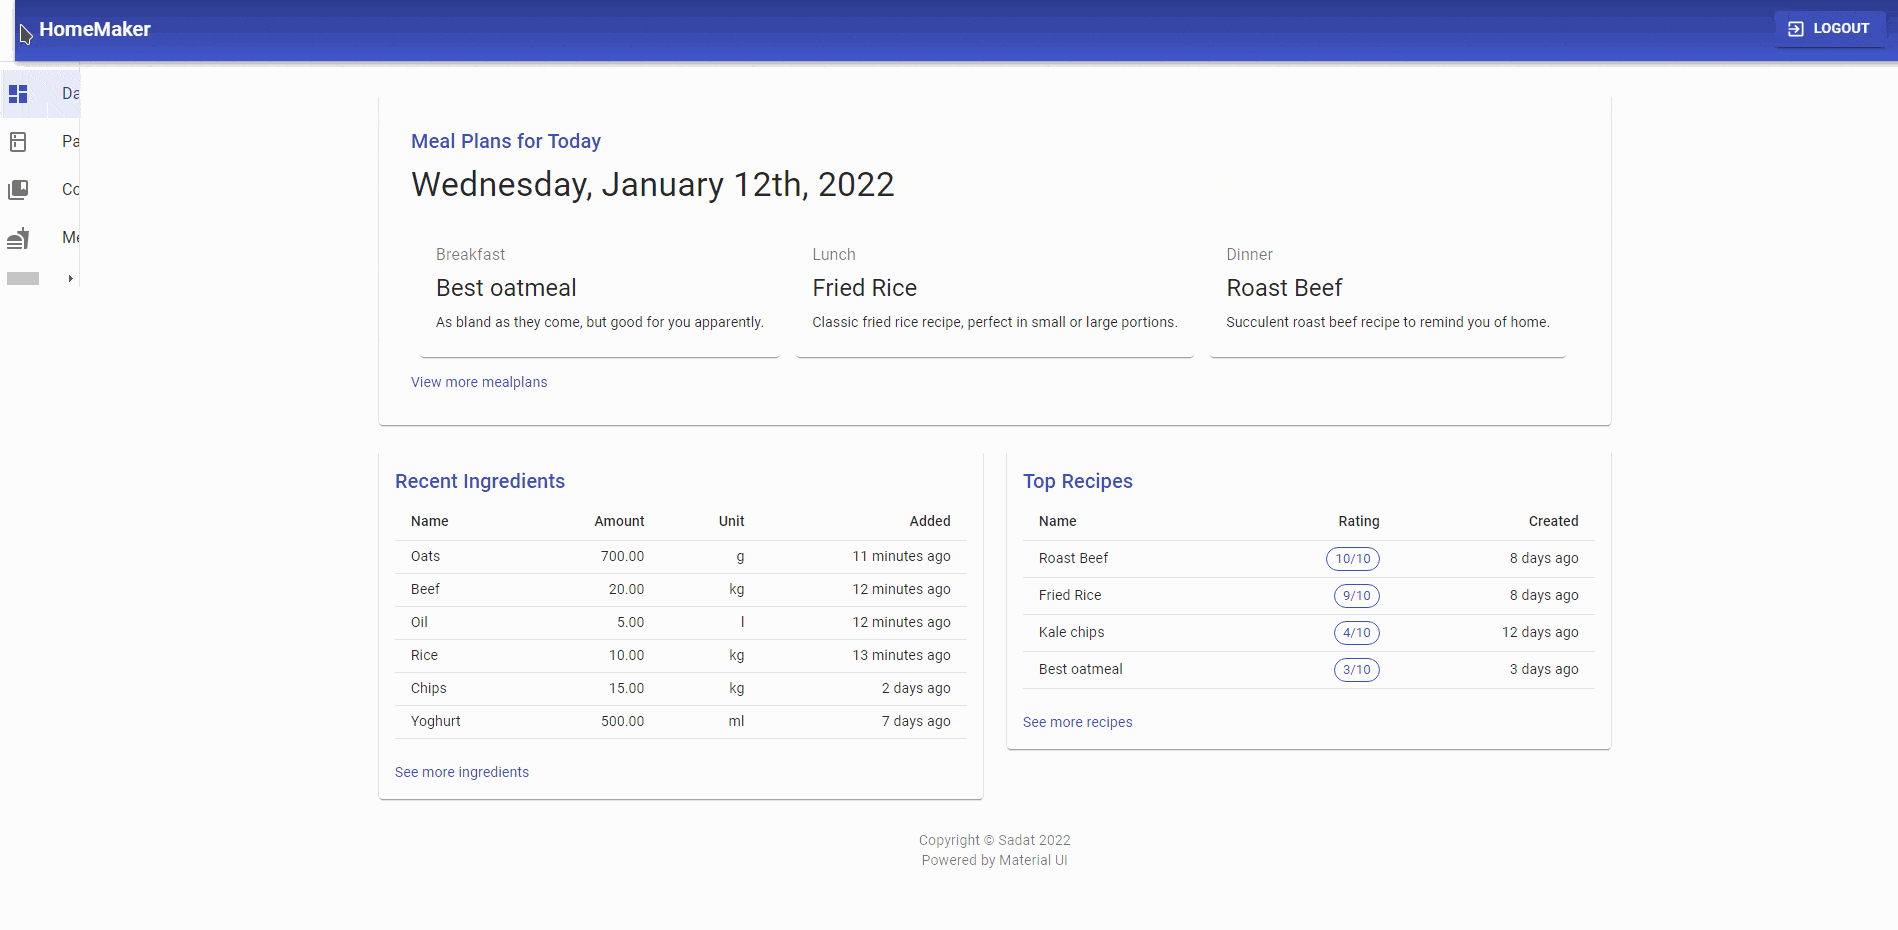 HomeMaker
LOGOUT
Da
Pa
Co
Me
Meal Plans for Today
Wednesday, January 12th, 2022
Breakfast Lunch Dinner
Best oatmeal Fried Rice Roast Beef
As bland as they come, but good for you apparently. Classic fried rice recipe, perfect in small or large portions. Succulent roast beef recipe to remind you of home.
View more mealplans
Recent Ingredients
Name Amount Unit Added
Oats 700.00 g 11 minutes ago
Beef 20.00 kg 12 minutes ago
Oil 5.00 l 12 minutes ago
Rice 10.00 kg 13 minutes ago
Chips 15.00 kg 2 days ago
Yoghurt 500.00 ml 7 days ago
See more ingredients
Top Recipes
Name Rating Created
Roast Beef 10/10 8 days ago
Fried Rice 9/10 8 days ago
Kale chips 4/10 12 days ago
Best oatmeal 3/10 3 days ago
See more recipes
Copyright © Sadat 2022
Powered by Material UI